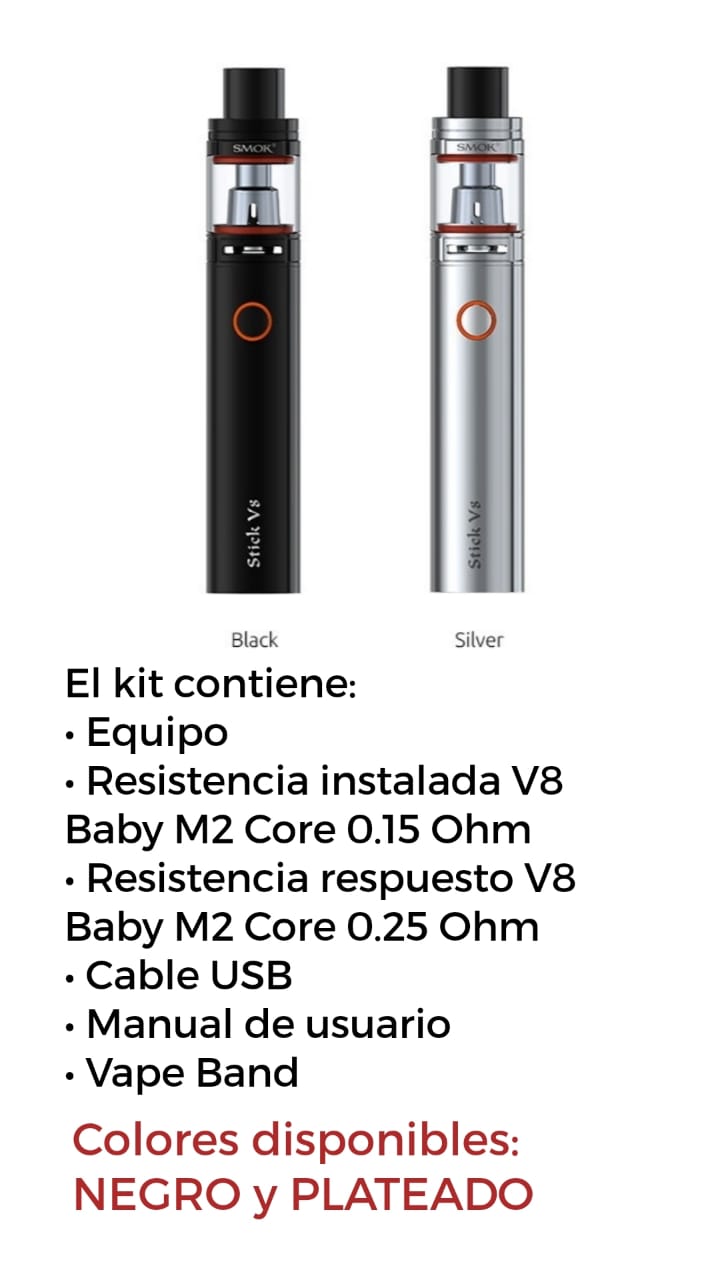 SMOK®
SMOK®
Stick V8
Stick V8
Black
Silver
El kit contiene:
• Equipo
• Resistencia instalada V8
Baby M2 Core 0.15 Ohm
• Resistencia respuesto V8
Baby M2 Core 0.25 Ohm
• Cable USB
• Manual de usuario
• Vape Band
Colores disponibles:
NEGRO y PLATEADO